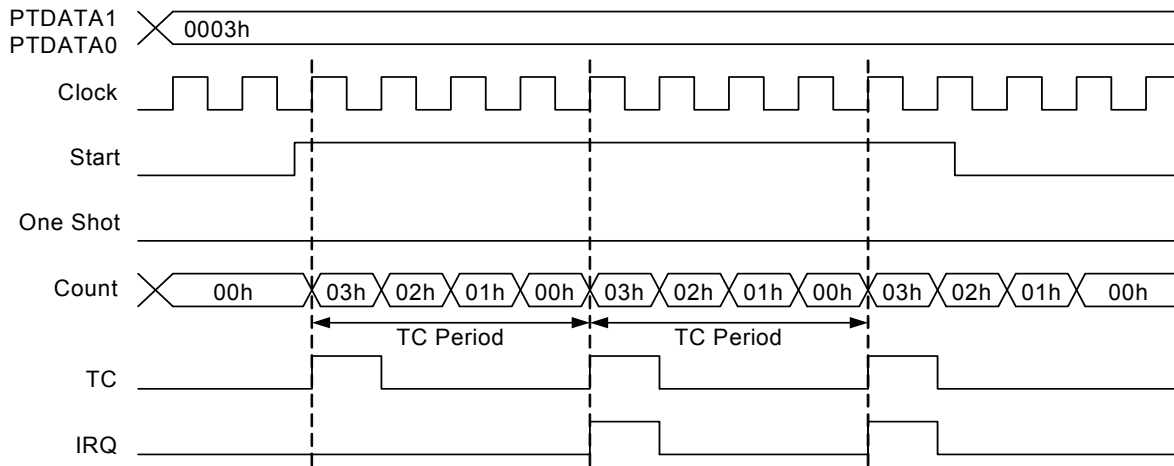 PTDATA1
PTDATA0
0003h
Clock
Start
One Shot
Count
00h 03h 02h 01h 00h 03h 02h 01h 00h 03h 02h 01h 00h
TC Period TC Period
TC
IRQ